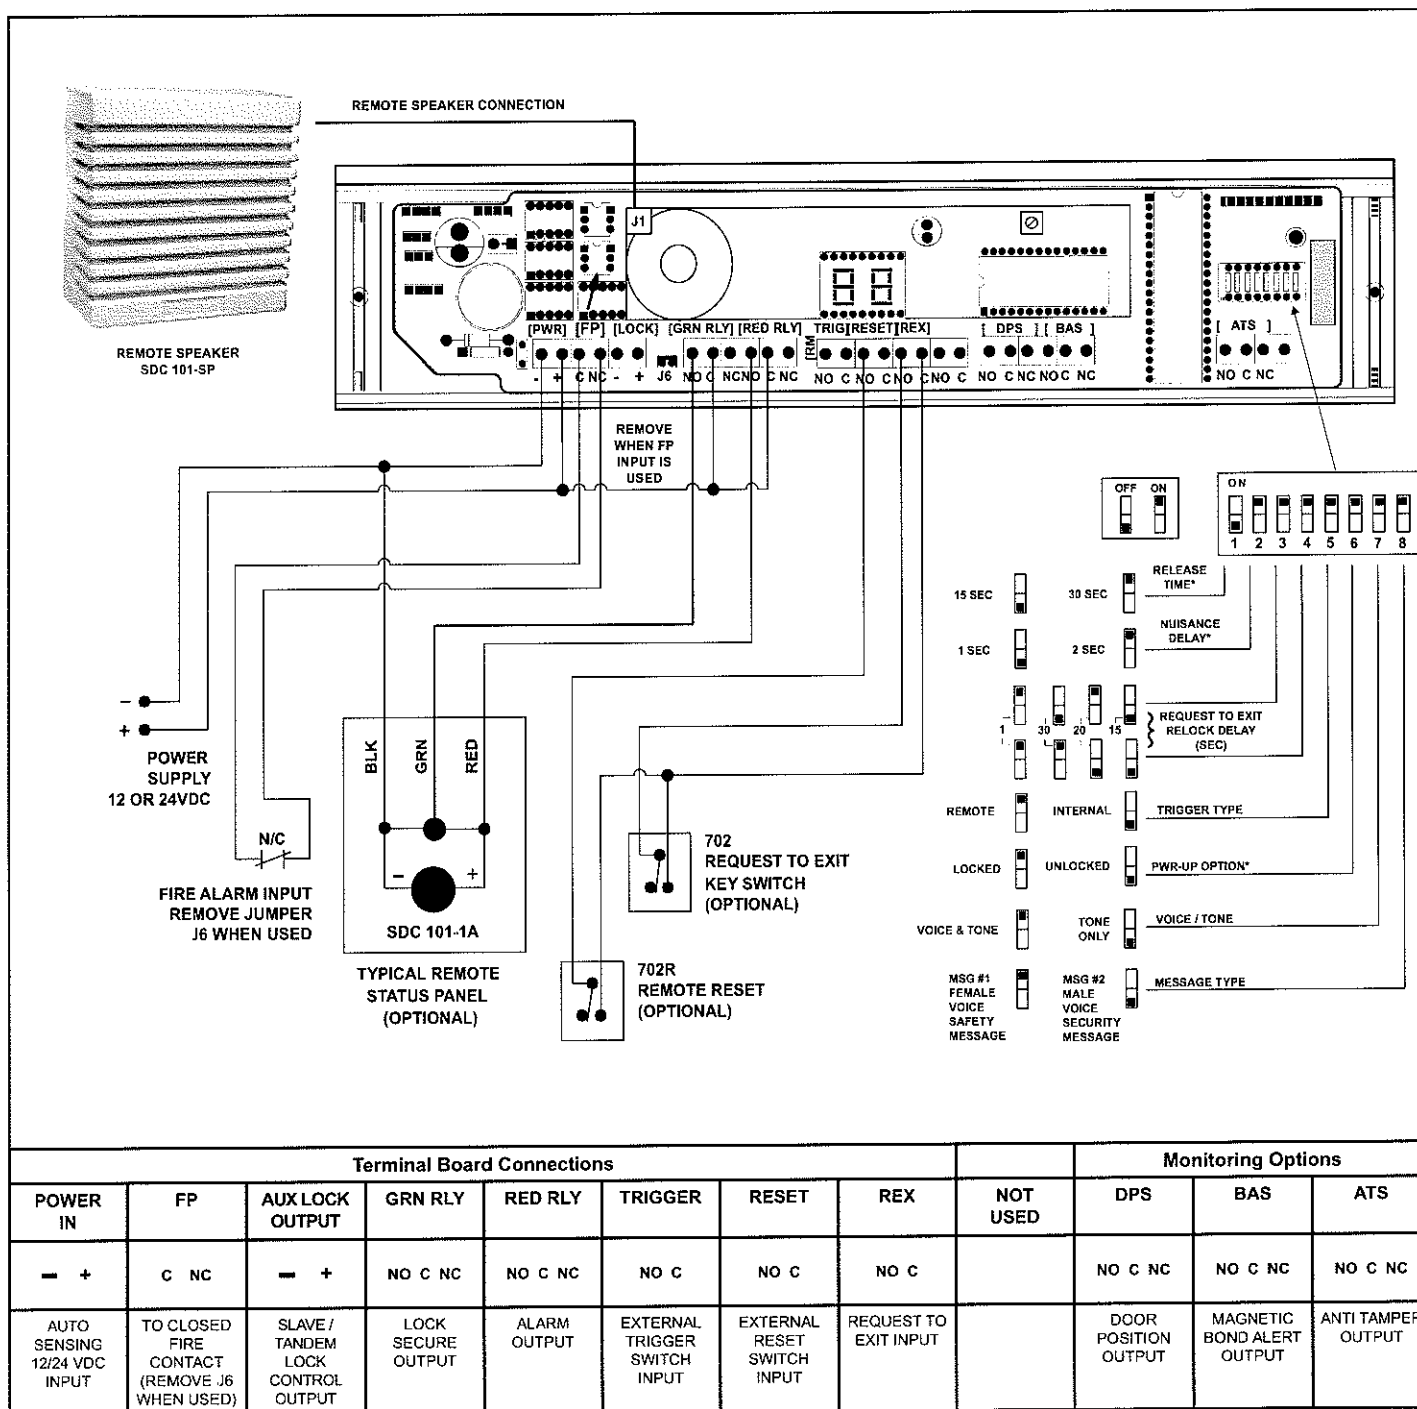 REMOTE SPEAKER CONNECTION
J1
REMOTE SPEAKER
SDC 101-SP
[PWR] [FP] [LOCK] [GRN RLY] [RED RLY] TRIG][RESET][REX] [ DPS ] [ BAS ] [ ATS ]
[RM
- + C NC - + J6 NO C NC NO C NC NO C NO C NO C NO C NO C NC NO C NC NO C NC
REMOVE
WHEN FP
INPUT IS
USED
OFF ON
ON
1 2 3 4 5 6 7 8
15 SEC 30 SEC RELEASE
TIME*
1 SEC 2 SEC NUISANCE
DELAY*
1 30 20 15 REQUEST TO EXIT
RELOCK DELAY
(SEC)
REMOTE INTERNAL TRIGGER TYPE
LOCKED UNLOCKED PWR-UP OPTION*
VOICE & TONE TONE
ONLY VOICE / TONE
MSG #1
FEMALE
VOICE
SAFETY
MESSAGE
MSG #2
MALE
VOICE
SECURITY
MESSAGE
MESSAGE TYPE
-
+
POWER
SUPPLY
12 OR 24VDC
N/C
FIRE ALARM INPUT
REMOVE JUMPER
J6 WHEN USED
BLK GRN RED
- +
SDC 101-1A
TYPICAL REMOTE
STATUS PANEL
(OPTIONAL)
702
REQUEST TO EXIT
KEY SWITCH
(OPTIONAL)
702R
REMOTE RESET
(OPTIONAL)
Terminal Board Connections Monitoring Options
POWER
IN
FP
AUX LOCK
OUTPUT
GRN RLY
RED RLY
TRIGGER
RESET
REX
NOT
USED
DPS
BAS
ATS
- +
C NC
- +
NO C NC
NO C NC
NO C
NO C
NO C
NO C NC
NO C NC
NO C NC
AUTO
SENSING
12/24 VDC
INPUT
TO CLOSED
FIRE
CONTACT
(REMOVE J6
WHEN USED)
SLAVE /
TANDEM
LOCK
CONTROL
OUTPUT
LOCK
SECURE
OUTPUT
ALARM
OUTPUT
EXTERNAL
TRIGGER
SWITCH
INPUT
EXTERNAL
RESET
SWITCH
INPUT
REQUEST TO
EXIT INPUT
DOOR
POSITION
OUTPUT
MAGNETIC
BOND ALERT
OUTPUT
ANTI TAMPER
OUTPUT